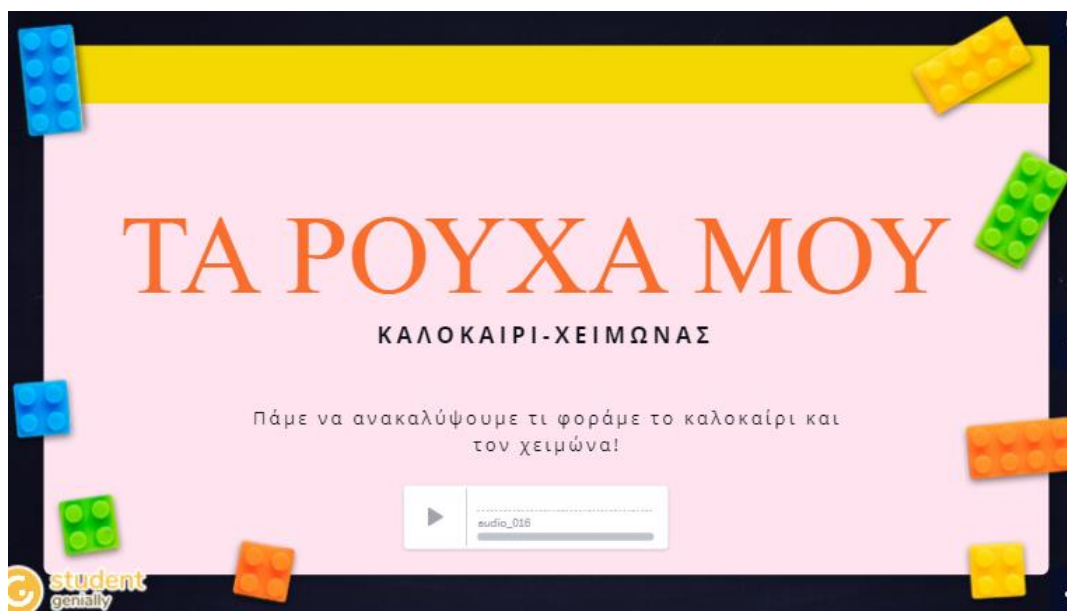 ΤΑ ΡΟΥΧΑ ΜΟΥ
ΚΑΛΟΚΑΙΡΙ-ΧΕΙΜΩΝΑΣ
Πάμε να ανακαλύψουμε τι φοράμε το καλοκαίρι και
τον χειμώνα!
audio_016
student
genially